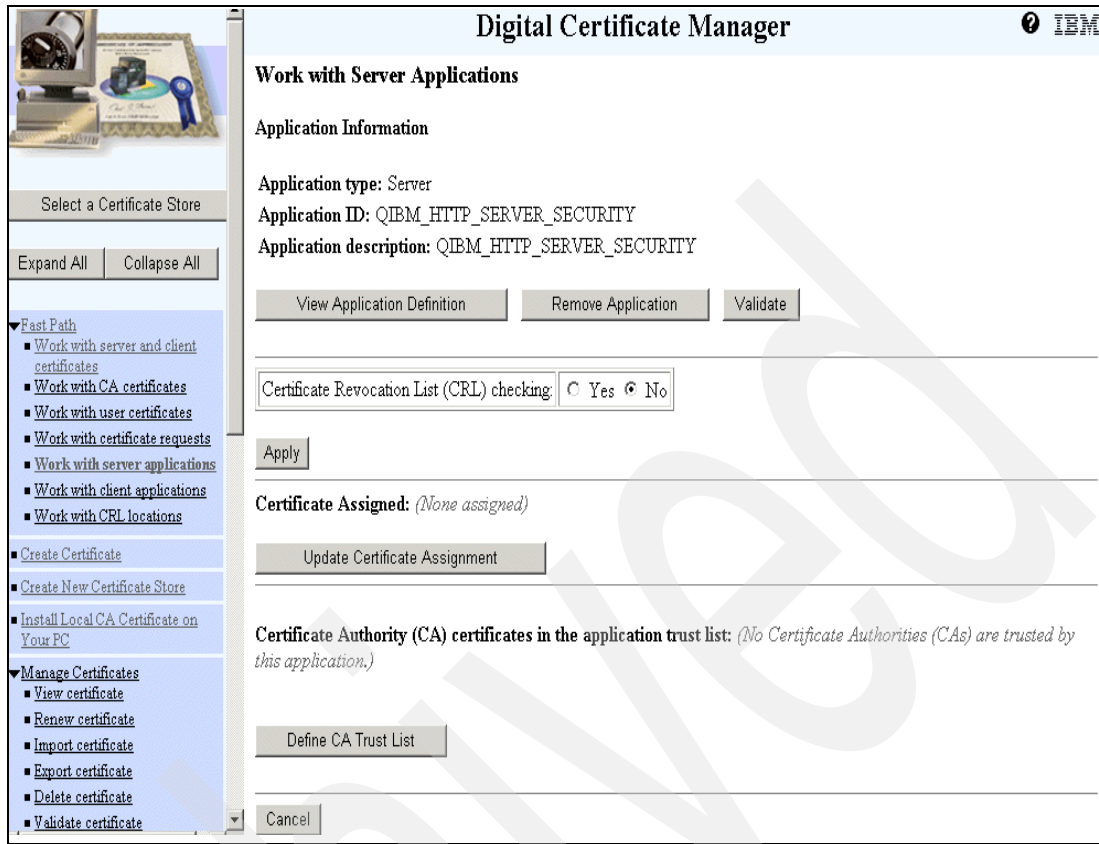 Digital Certificate Manager
IBM
Select a Certificate Store
Expand All
Collapse All
Fast Path
Work with server and client
certificates
Work with CA certificates
Work with user certificates
Work with certificate requests
Work with server applications
Work with client applications
Work with CRL locations
Create Certificate
Create New Certificate Store
Install Local CA Certificate on
Your PC
Manage Certificates
View certificate
Renew certificate
Import certificate
Export certificate
Delete certificate
Validate certificate
Work with Server Applications
Application Information
Application type: Server
Application ID: QIBM_HTTP_SERVER_SECURITY
Application description: QIBM_HTTP_SERVER_SECURITY
View Application Definition
Remove Application
Validate
Certificate Revocation List (CRL) checking: Yes No
Apply
Certificate Assigned: (None assigned)
Update Certificate Assignment
Certificate Authority (CA) certificates in the application trust list: (No Certificate Authorities (CAs) are trusted by
this application.)
Define CA Trust List
Cancel